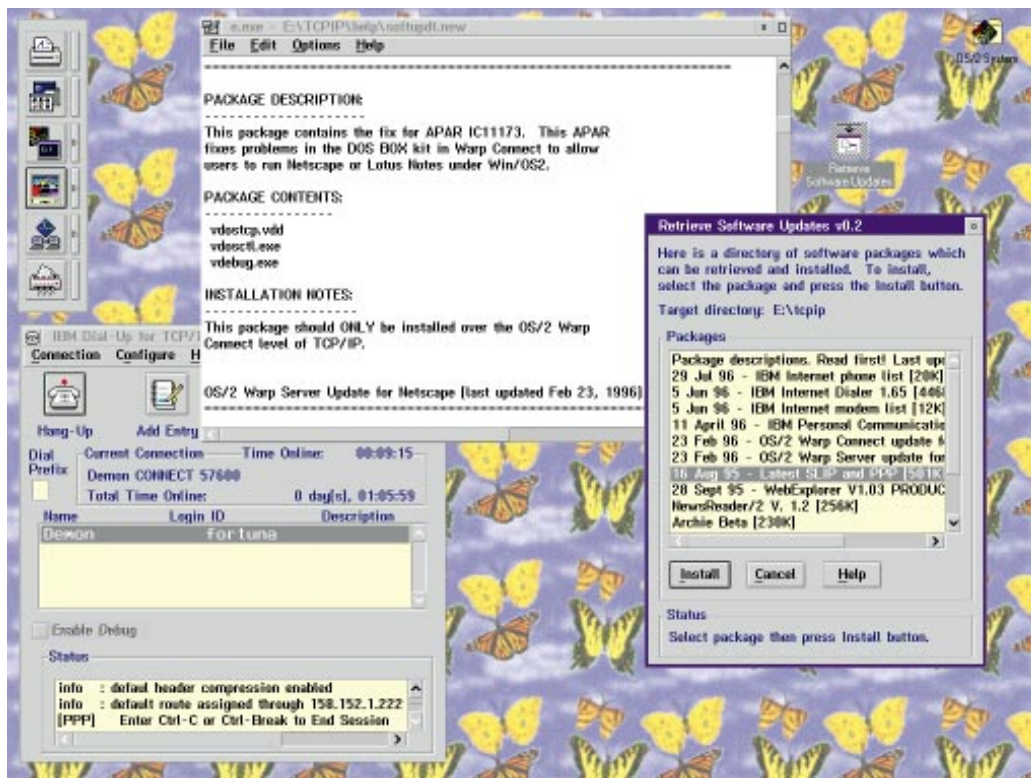 e.exe - E:\TCPIP\help\softupdt.new
File Edit Options Help
PACKAGE DESCRIPTION:
This package contains the fix for APAR IC11173. This APAR
fixes problems in the DOS BOX kit in Warp Connect to allow
users to run Netscape or Lotus Notes under Win/OS2.
PACKAGE CONTENTS:
vdostcp.vdd
vdosctl.exe
vdebug.exe
INSTALLATION NOTES:
This package should ONLY be installed over the OS/2 Warp
Connect level of TCP/IP.
OS/2 Warp Server Update for Netscape [last updated Feb 23, 1996]
OS/2 System
Retrieve
Software Updates
IBM Dial-Up for TCP/I
Connection Configure H
Hang-Up Add Entry
Dial
Prefix
Current Connection Time Online: 00:09:15
Demon CONNECT 57600
Total Time Online: 0 day(s), 01:05:59
Name Login ID Description
Demon fortuna
Enable Debug
Status
info : defaul header compression enabled
info : default route assigned through 158.152.1.222
[PPP] Enter Ctrl-C or Ctrl-Break to End Session
Retrieve Software Updates v0.2
Here is a directory of software packages which
can be retrieved and installed. To install,
select the package and press the Install button.
Target directory: E:\tcpip
Packages
Package descriptions. Read first! Last upd
29 Jul 96 - IBM Internet phone list [20K]
5 Jun 96 - IBM Internet Dialer 1.65 [446
5 Jun 96 - IBM Internet modem list [12K]
11 April 96 - IBM Personal Communicatio
23 Feb 96 - OS/2 Warp Connect update f
23 Feb 96 - OS/2 Warp Server update for
16 Aug 95 - Latest SLIP and PPP [501K]
28 Sept 95 - WebExplorer V1.03 PRODUC
NewsReader/2 V. 1.2 [256K]
Archie Beta [230K]
Install Cancel Help
Status
Select package then press Install button.